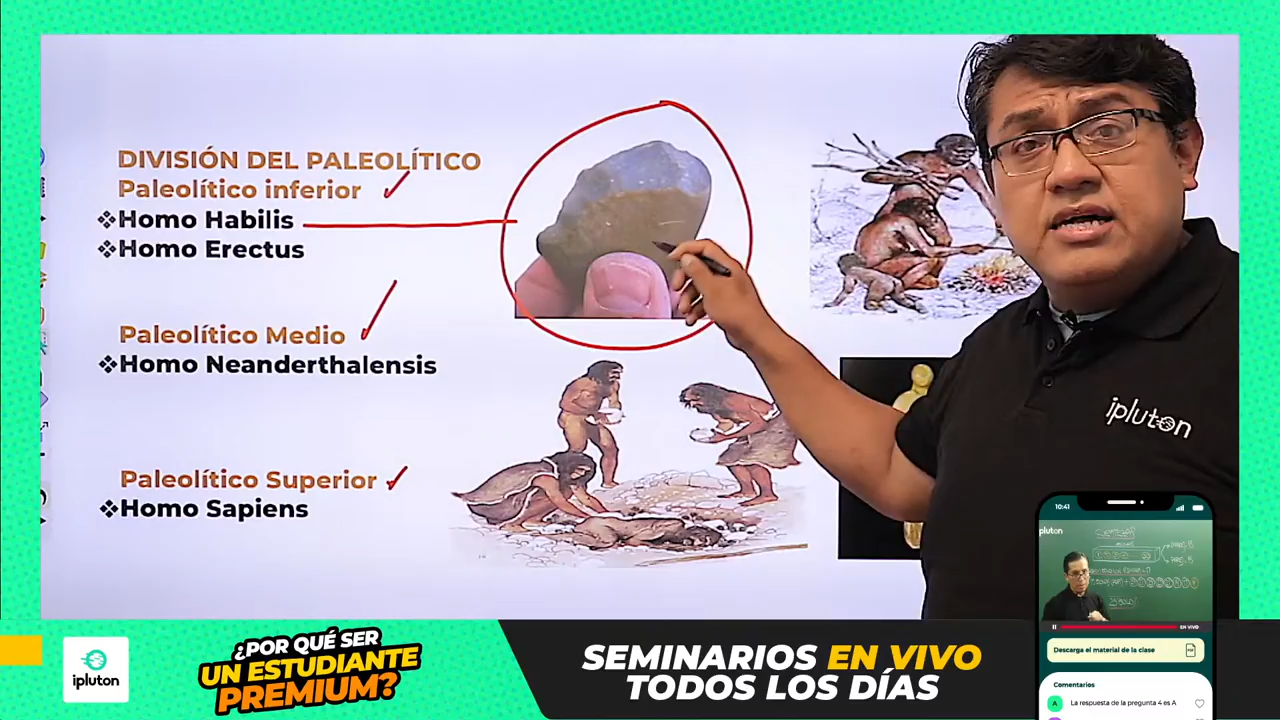 DIVISIÓN DEL PALEOLÍTICO
Paleolítico inferior
❖Homo Habilis
❖Homo Erectus
Paleolítico Medio
❖Homo Neanderthalensis
Paleolítico Superior
❖Homo Sapiens
ipluton
ipluton
¿POR QUÉ SER
UN ESTUDIANTE
PREMIUM?
SEMINARIOS EN VIVO
TODOS LOS DÍAS
10:41
ipluton
EN VIVO
Descarga el material de la clase
Comentarios
A
La respuesta de la pregunta 4 es A